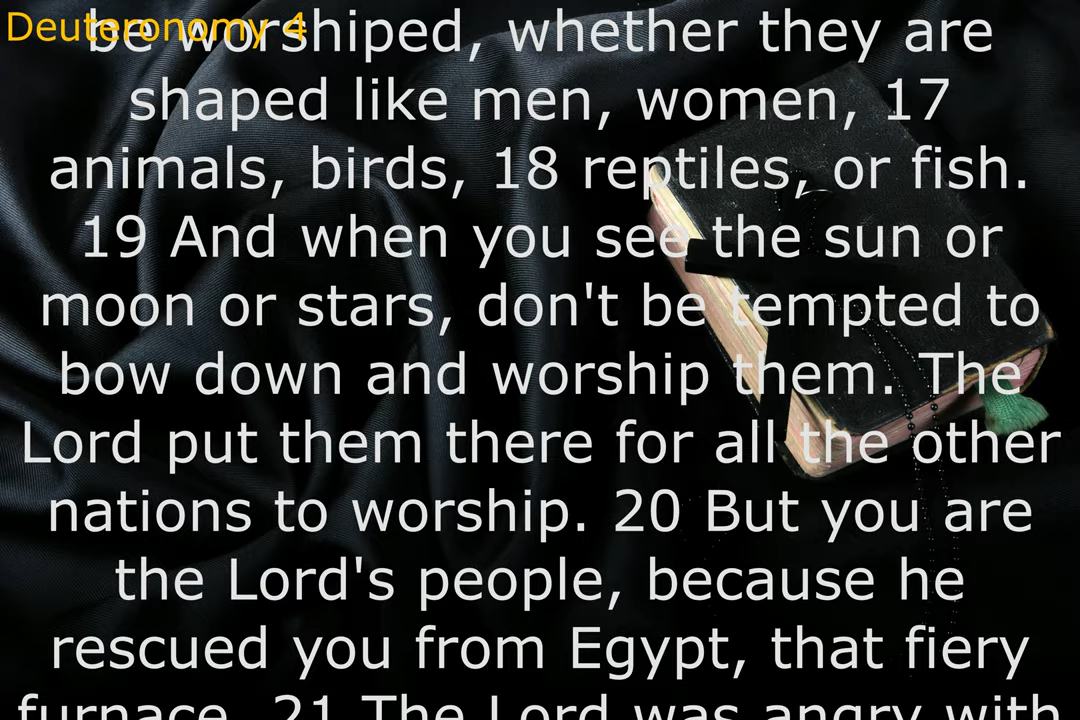 Deuteronomy 4
be worshiped, whether they are
shaped like men, women, 17
animals, birds, 18 reptiles, or fish.
19 And when you see the sun or
moon or stars, don't be tempted to
bow down and worship them. The
Lord put them there for all the other
nations to worship. 20 But you are
the Lord's people, because he
rescued you from Egypt, that fiery
furnace. 21 The Lord was angry with